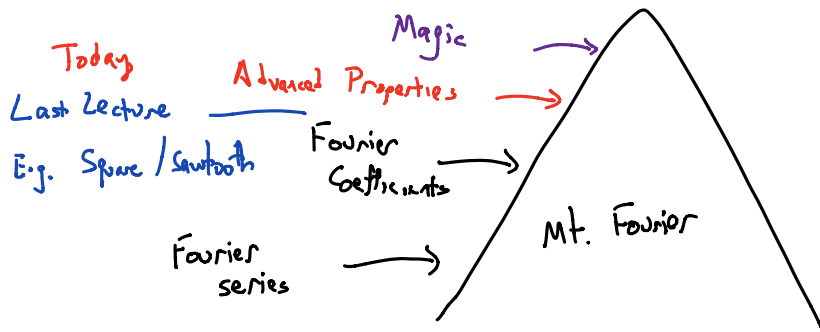 Magic
Today
Advanced Properties
Last Lecture
E.g. Square/Sawtooth
Fourier
Coefficients
Mt. Fourier
Fourier
series